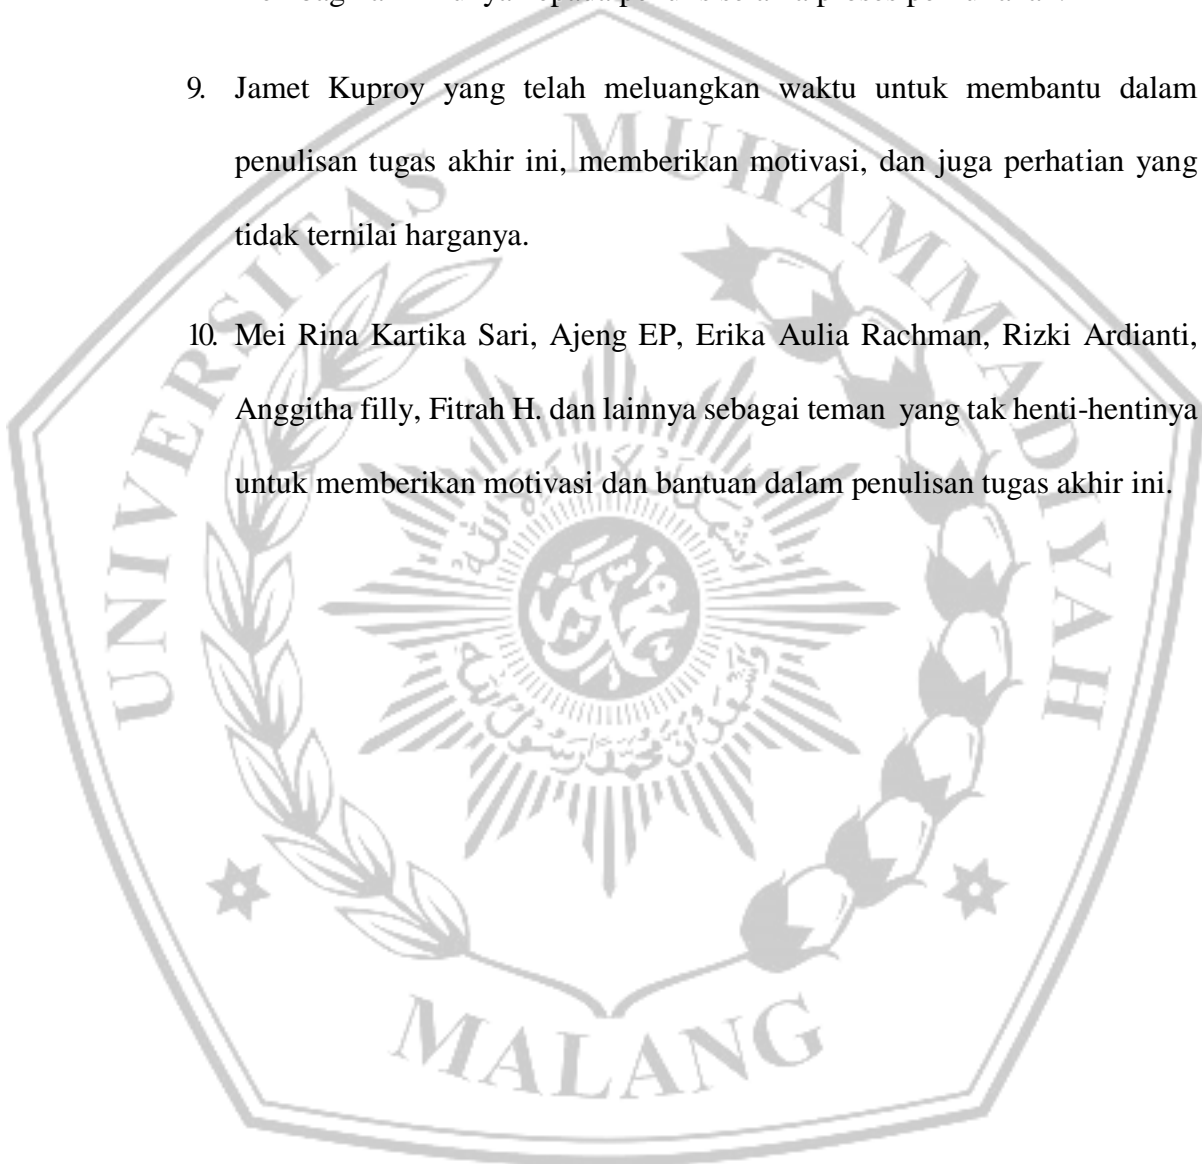 9. Jamet Kuproy yang telah meluangkan waktu untuk membantu dalam
penulisan tugas akhir ini, memberikan motivasi, dan juga perhatian yang
tidak ternilai harganya.
10. Mei Rina Kartika Sari, Ajeng EP, Erika Aulia Rachman, Rizki Ardianti,
Anggitha filly, Fitrah H. dan lainnya sebagai teman yang tak henti-hentinya
untuk memberikan motivasi dan bantuan dalam penulisan tugas akhir ini.
UNIVERSITAS MUHAMMADIYAH
MALANG